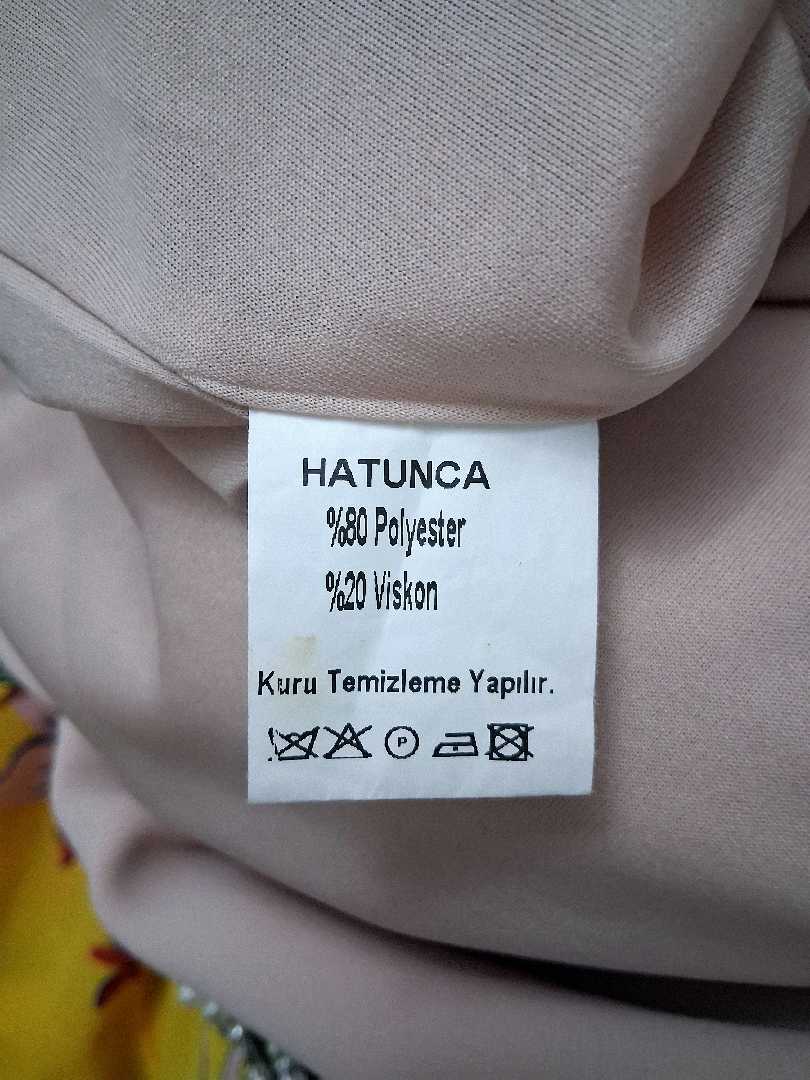 HATUNCA
%80 Polyester
%20 Viskon
Kuru Temizleme Yapılır.
P